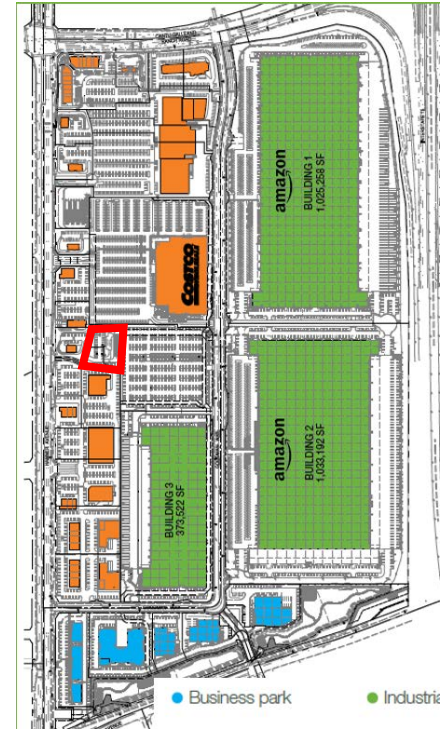 amazon
BUILDING 1
1,025,258 SF
Costco
amazon
BUILDING 2
1,033,192 SF
BUILDING 3
373,522 SF
Business park
Industria